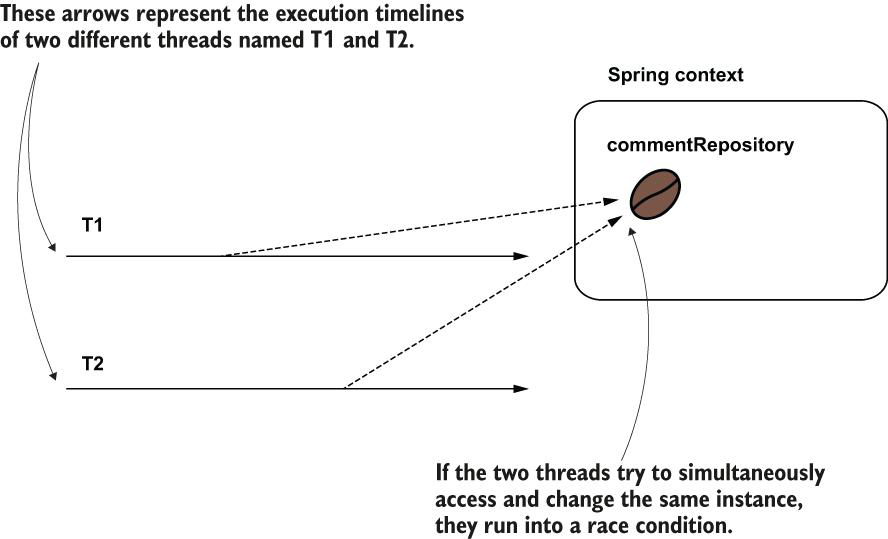 These arrows represent the execution timelines
of two different threads named T1 and T2.
Spring context
commentRepository
T1
T2
If the two threads try to simultaneously
access and change the same instance,
they run into a race condition.